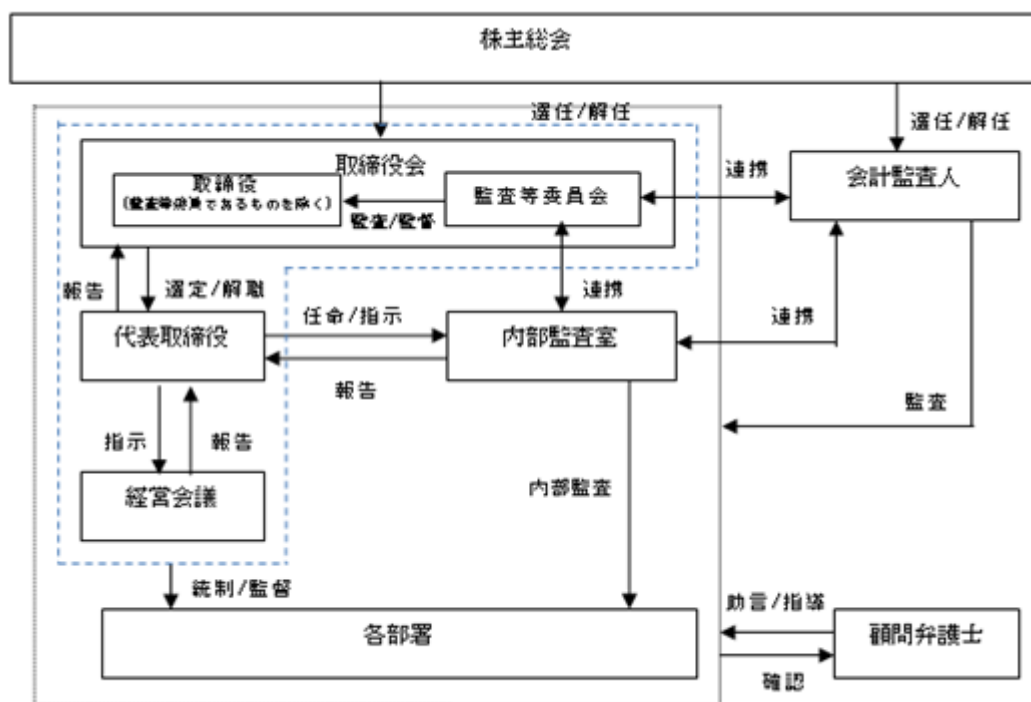 株主総会
選任/解任
選任/解任
取締役会
取締役
(監査等委員であるものを除く)
監査等委員会
監査/監督
連携
会計監査人
報告
選定/解職
連携
代表取締役
任命/指示
内部監査室
連携
報告
監査
指示
報告
経営会議
内部監査
統制/監督
各部署
助言/指導
顧問弁護士
確認